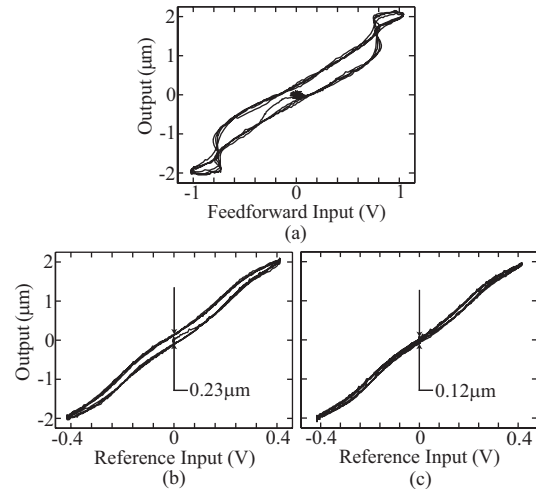 2
1
0
-1
-2
Output (μm)
-1 0 1
Feedforward Input (V)
(a)
2
1
0
-1
-2
Output (μm)
0.23μm
0.12μm
-0.4 0 0.4
-0.4 0 0.4
Reference Input (V)
Reference Input (V)
(b)
(c)